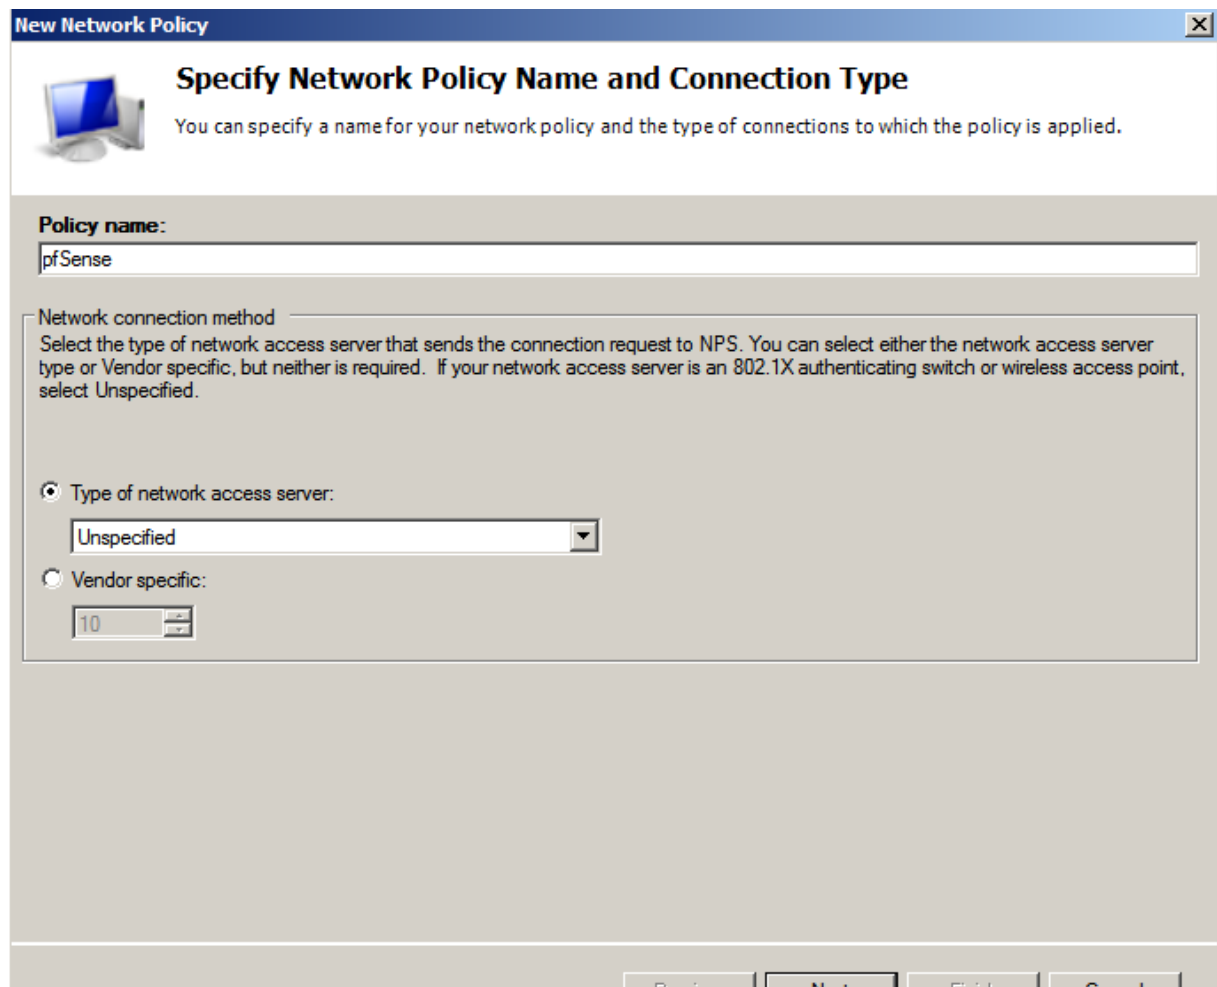 New Network Policy
Specify Network Policy Name and Connection Type
You can specify a name for your network policy and the type of connections to which the policy is applied.
Policy name:
pfSense
Network connection method
Select the type of network access server that sends the connection request to NPS. You can select either the network access server
type or Vendor specific, but neither is required. If your network access server is an 802.1X authenticating switch or wireless access point,
select Unspecified.
Type of network access server:
Unspecified
Vendor specific:
10